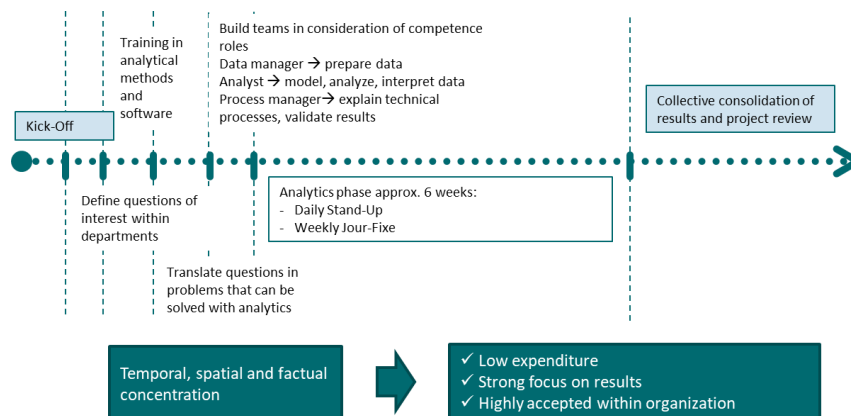 Build teams in consideration of competence
roles
Data manager → prepare data
Analyst → model, analyze, interpret data
Process manager→ explain technical
processes, validate results
Training in
analytical
methods
and
software
Collective consolidation of
results and project review
Kick-Off
Define questions of
interest within
departments
Analytics phase approx. 6 weeks:
- Daily Stand-Up
- Weekly Jour-Fixe
Translate questions in
problems that can be
solved with analytics
Temporal, spatial and factual
concentration
✓ Low expenditure
✓ Strong focus on results
✓ Highly accepted within organization